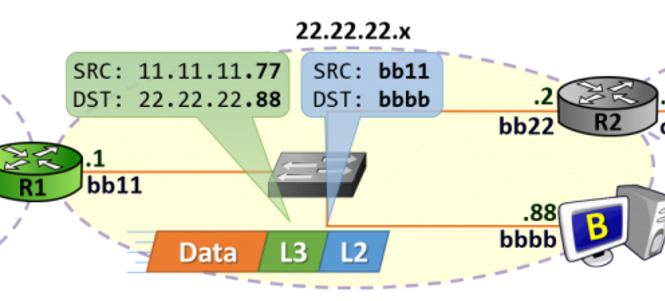 22.22.22.x
SRC: 11.11.11.77
DST: 22.22.22.88
SRC: bb11
DST: bbbb
.2
bb22
R2
.1
bb11
R1
.88
bbbb
B
Data
L3
L2